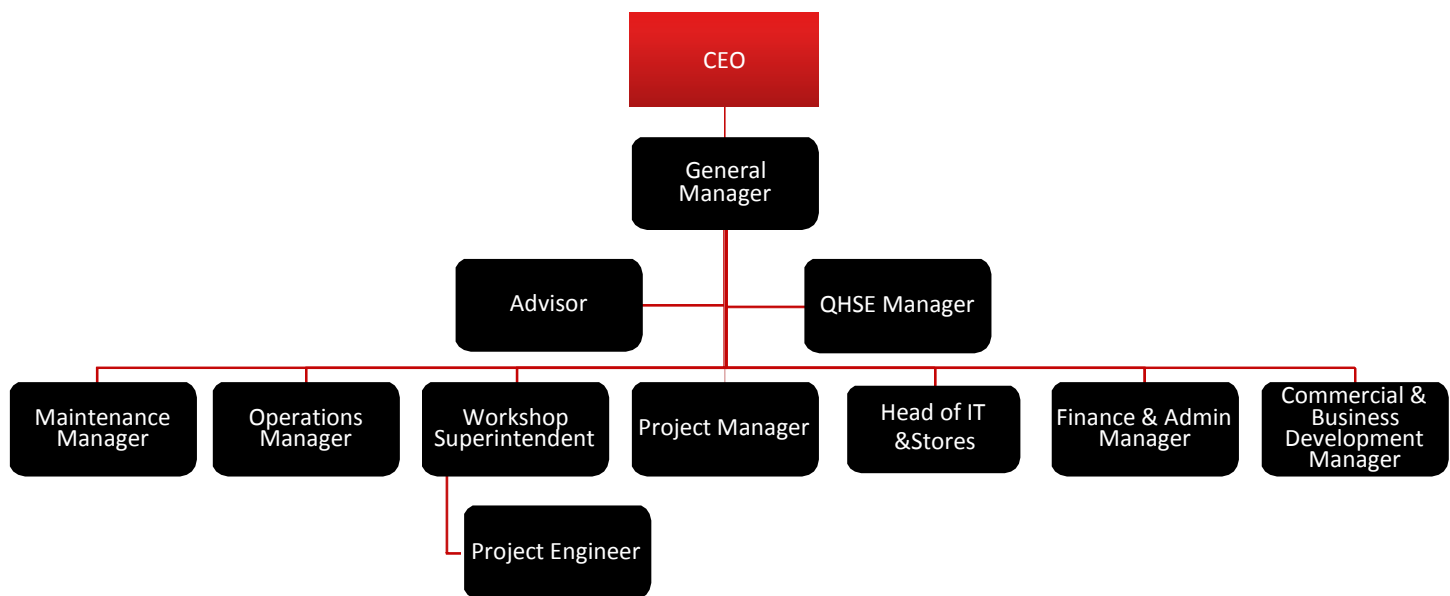 CEO
General
Manager
Advisor
QHSE Manager
Maintenance
Manager
Operations
Manager
Workshop
Superintendent
Project Manager
Head of IT
&Stores
Finance & Admin
Manager
Commercial &
Business
Development
Manager
Project Engineer